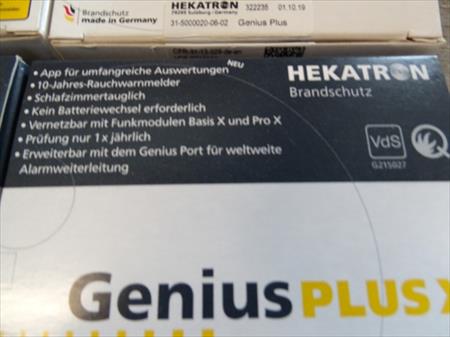 Brandschutz
made in Germany
HEKATRON
79295 Sulzburg / Germany
322235 01.10.19
31-5000020-06-02 Genius Plus
NEU
• App für umfangreiche Auswertungen
• 10-Jahres-Rauchwarnmelder
• Schlafzimmertauglich
• Kein Batteriewechsel erforderlich
• Vernetzbar mit Funkmodulen Basis X und Pro X
• Prüfung nur 1x jährlich
• Erweiterbar mit dem Genius Port für weltweite
Alarmweiterleitung
HEKATRON
Brandschutz
VdS
G215027
Genius PLUS X